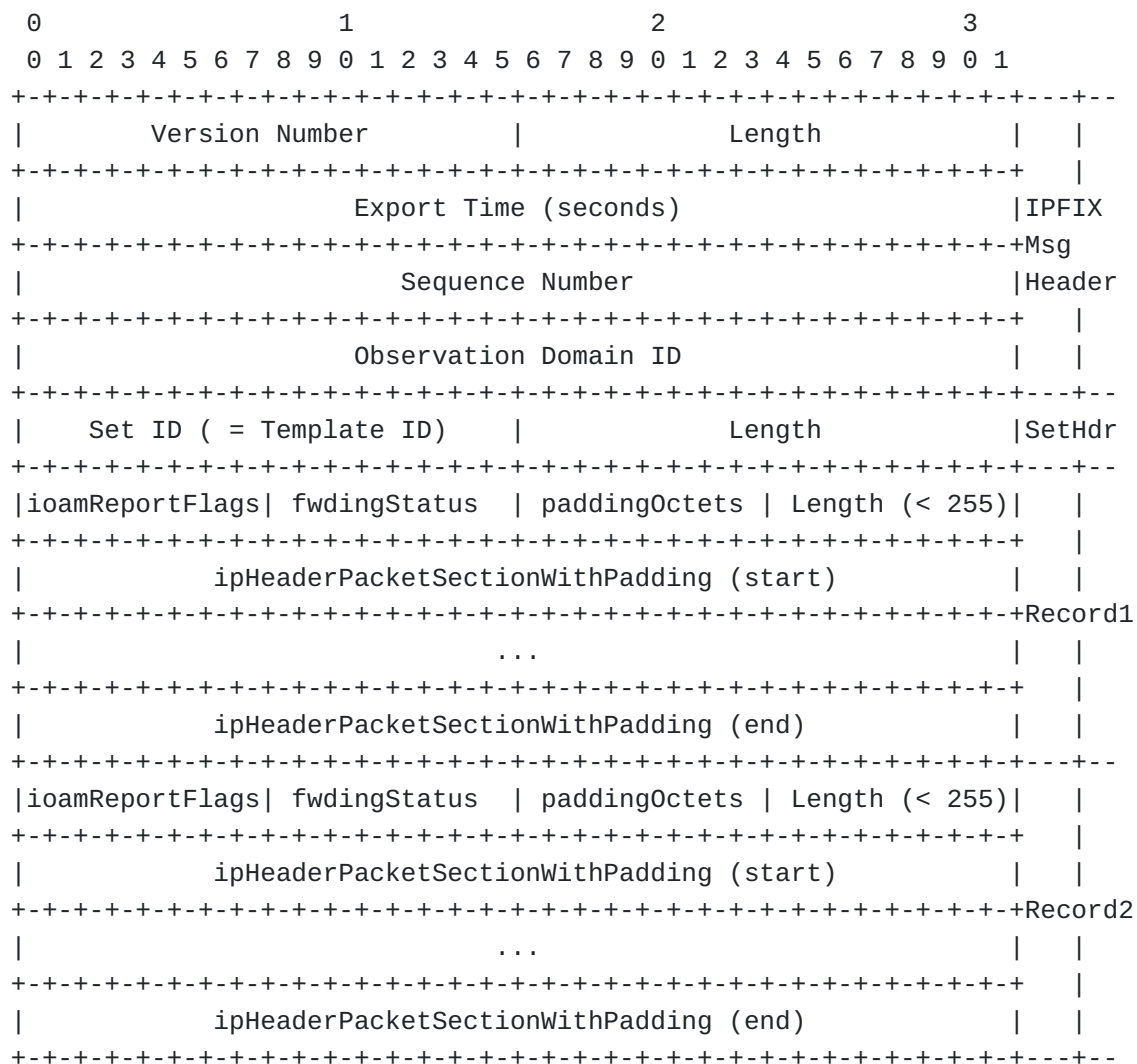 0                   1                   2                   3
 0 1 2 3 4 5 6 7 8 9 0 1 2 3 4 5 6 7 8 9 0 1 2 3 4 5 6 7 8 9 0 1
+-+-+-+-+-+-+-+-+-+-+-+-+-+-+-+-+-+-+-+-+-+-+-+-+-+-+-+-+-+-+-+-+---+--
|        Version Number         |             Length            |   |
+-+-+-+-+-+-+-+-+-+-+-+-+-+-+-+-+-+-+-+-+-+-+-+-+-+-+-+-+-+-+-+-+   |
|                     Export Time (seconds)                     |IPFIX
+-+-+-+-+-+-+-+-+-+-+-+-+-+-+-+-+-+-+-+-+-+-+-+-+-+-+-+-+-+-+-+-+Msg
|                        Sequence Number                        |Header
+-+-+-+-+-+-+-+-+-+-+-+-+-+-+-+-+-+-+-+-+-+-+-+-+-+-+-+-+-+-+-+-+   |
|                     Observation Domain ID                     |   |
+-+-+-+-+-+-+-+-+-+-+-+-+-+-+-+-+-+-+-+-+-+-+-+-+-+-+-+-+-+-+-+-+---+--
|    Set ID ( = Template ID)    |             Length            |SetHdr
+-+-+-+-+-+-+-+-+-+-+-+-+-+-+-+-+-+-+-+-+-+-+-+-+-+-+-+-+-+-+-+-+---+--
|ioamReportFlags| fwdingStatus  | paddingOctets | Length (< 255)|   |
+-+-+-+-+-+-+-+-+-+-+-+-+-+-+-+-+-+-+-+-+-+-+-+-+-+-+-+-+-+-+-+-+   |
|            ipHeaderPacketSectionWithPadding (start)           |   |
+-+-+-+-+-+-+-+-+-+-+-+-+-+-+-+-+-+-+-+-+-+-+-+-+-+-+-+-+-+-+-+-+Record1
|                              ...                              |   |
+-+-+-+-+-+-+-+-+-+-+-+-+-+-+-+-+-+-+-+-+-+-+-+-+-+-+-+-+-+-+-+-+   |
|            ipHeaderPacketSectionWithPadding (end)             |   |
+-+-+-+-+-+-+-+-+-+-+-+-+-+-+-+-+-+-+-+-+-+-+-+-+-+-+-+-+-+-+-+-+---+--
|ioamReportFlags| fwdingStatus  | paddingOctets | Length (< 255)|   |
+-+-+-+-+-+-+-+-+-+-+-+-+-+-+-+-+-+-+-+-+-+-+-+-+-+-+-+-+-+-+-+-+   |
|            ipHeaderPacketSectionWithPadding (start)           |   |
+-+-+-+-+-+-+-+-+-+-+-+-+-+-+-+-+-+-+-+-+-+-+-+-+-+-+-+-+-+-+-+-+Record2
|                              ...                              |   |
+-+-+-+-+-+-+-+-+-+-+-+-+-+-+-+-+-+-+-+-+-+-+-+-+-+-+-+-+-+-+-+-+   |
|            ipHeaderPacketSectionWithPadding (end)             |   |
+-+-+-+-+-+-+-+-+-+-+-+-+-+-+-+-+-+-+-+-+-+-+-+-+-+-+-+-+-+-+-+-+---+--